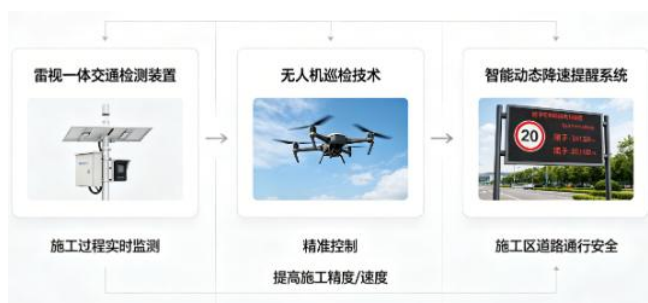 雷视一体交通检测装置
无人机巡检技术
智能动态降速提醒系统
20
施工过程实时监测
精准控制
施工区道路通行安全
提高施工精度/速度